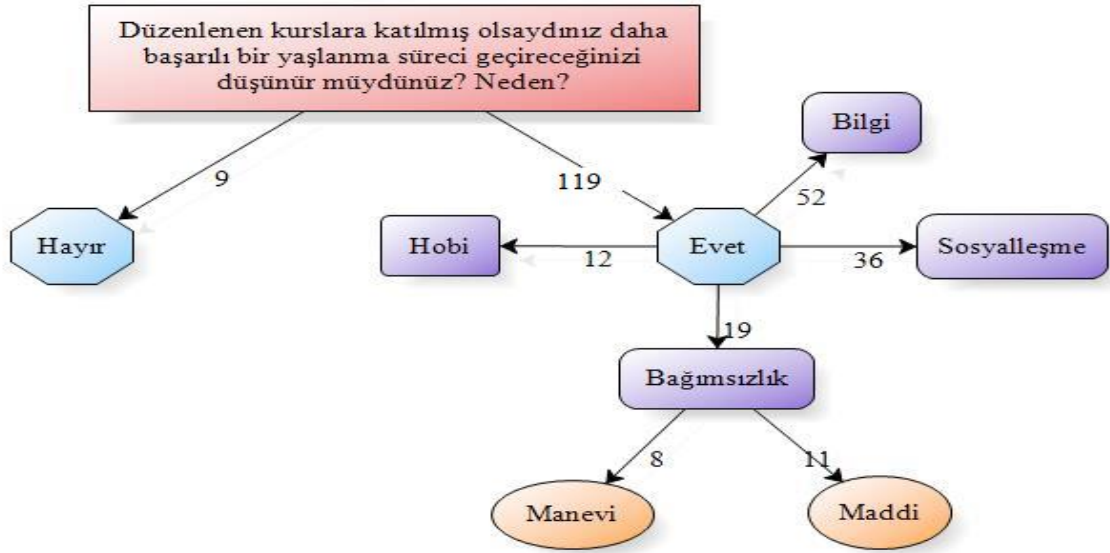 Düzenlenen kurslara katılmış olsaydınız daha
başarılı bir yaşlanma süreci geçireceğinizi
düşünür müydünüz? Neden?
Bilgi
9
119
52
Hayır
Hobi
12
Evet
36
Sosyalleşme
19
Bağımsızlık
8
11
Manevi
Maddi